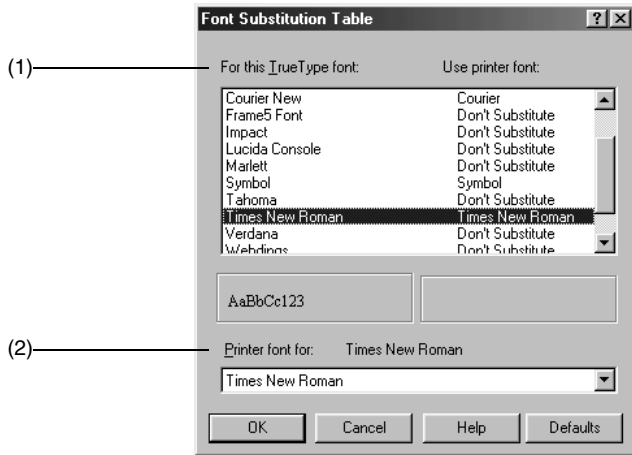 Font Substitution Table
(1)
For this TrueType font: Use printer font:
Courier New Courier
Frame5 Font Don't Substitute
Impact Don't Substitute
Lucida Console Don't Substitute
Marlett Don't Substitute
Symbol Symbol
Tahoma Don't Substitute
Times New Roman Times New Roman
Verdana Don't Substitute
Webdings Don't Substitute
AaBbCc123
(2)
Printer font for: Times New Roman
Times New Roman
OK Cancel Help Defaults